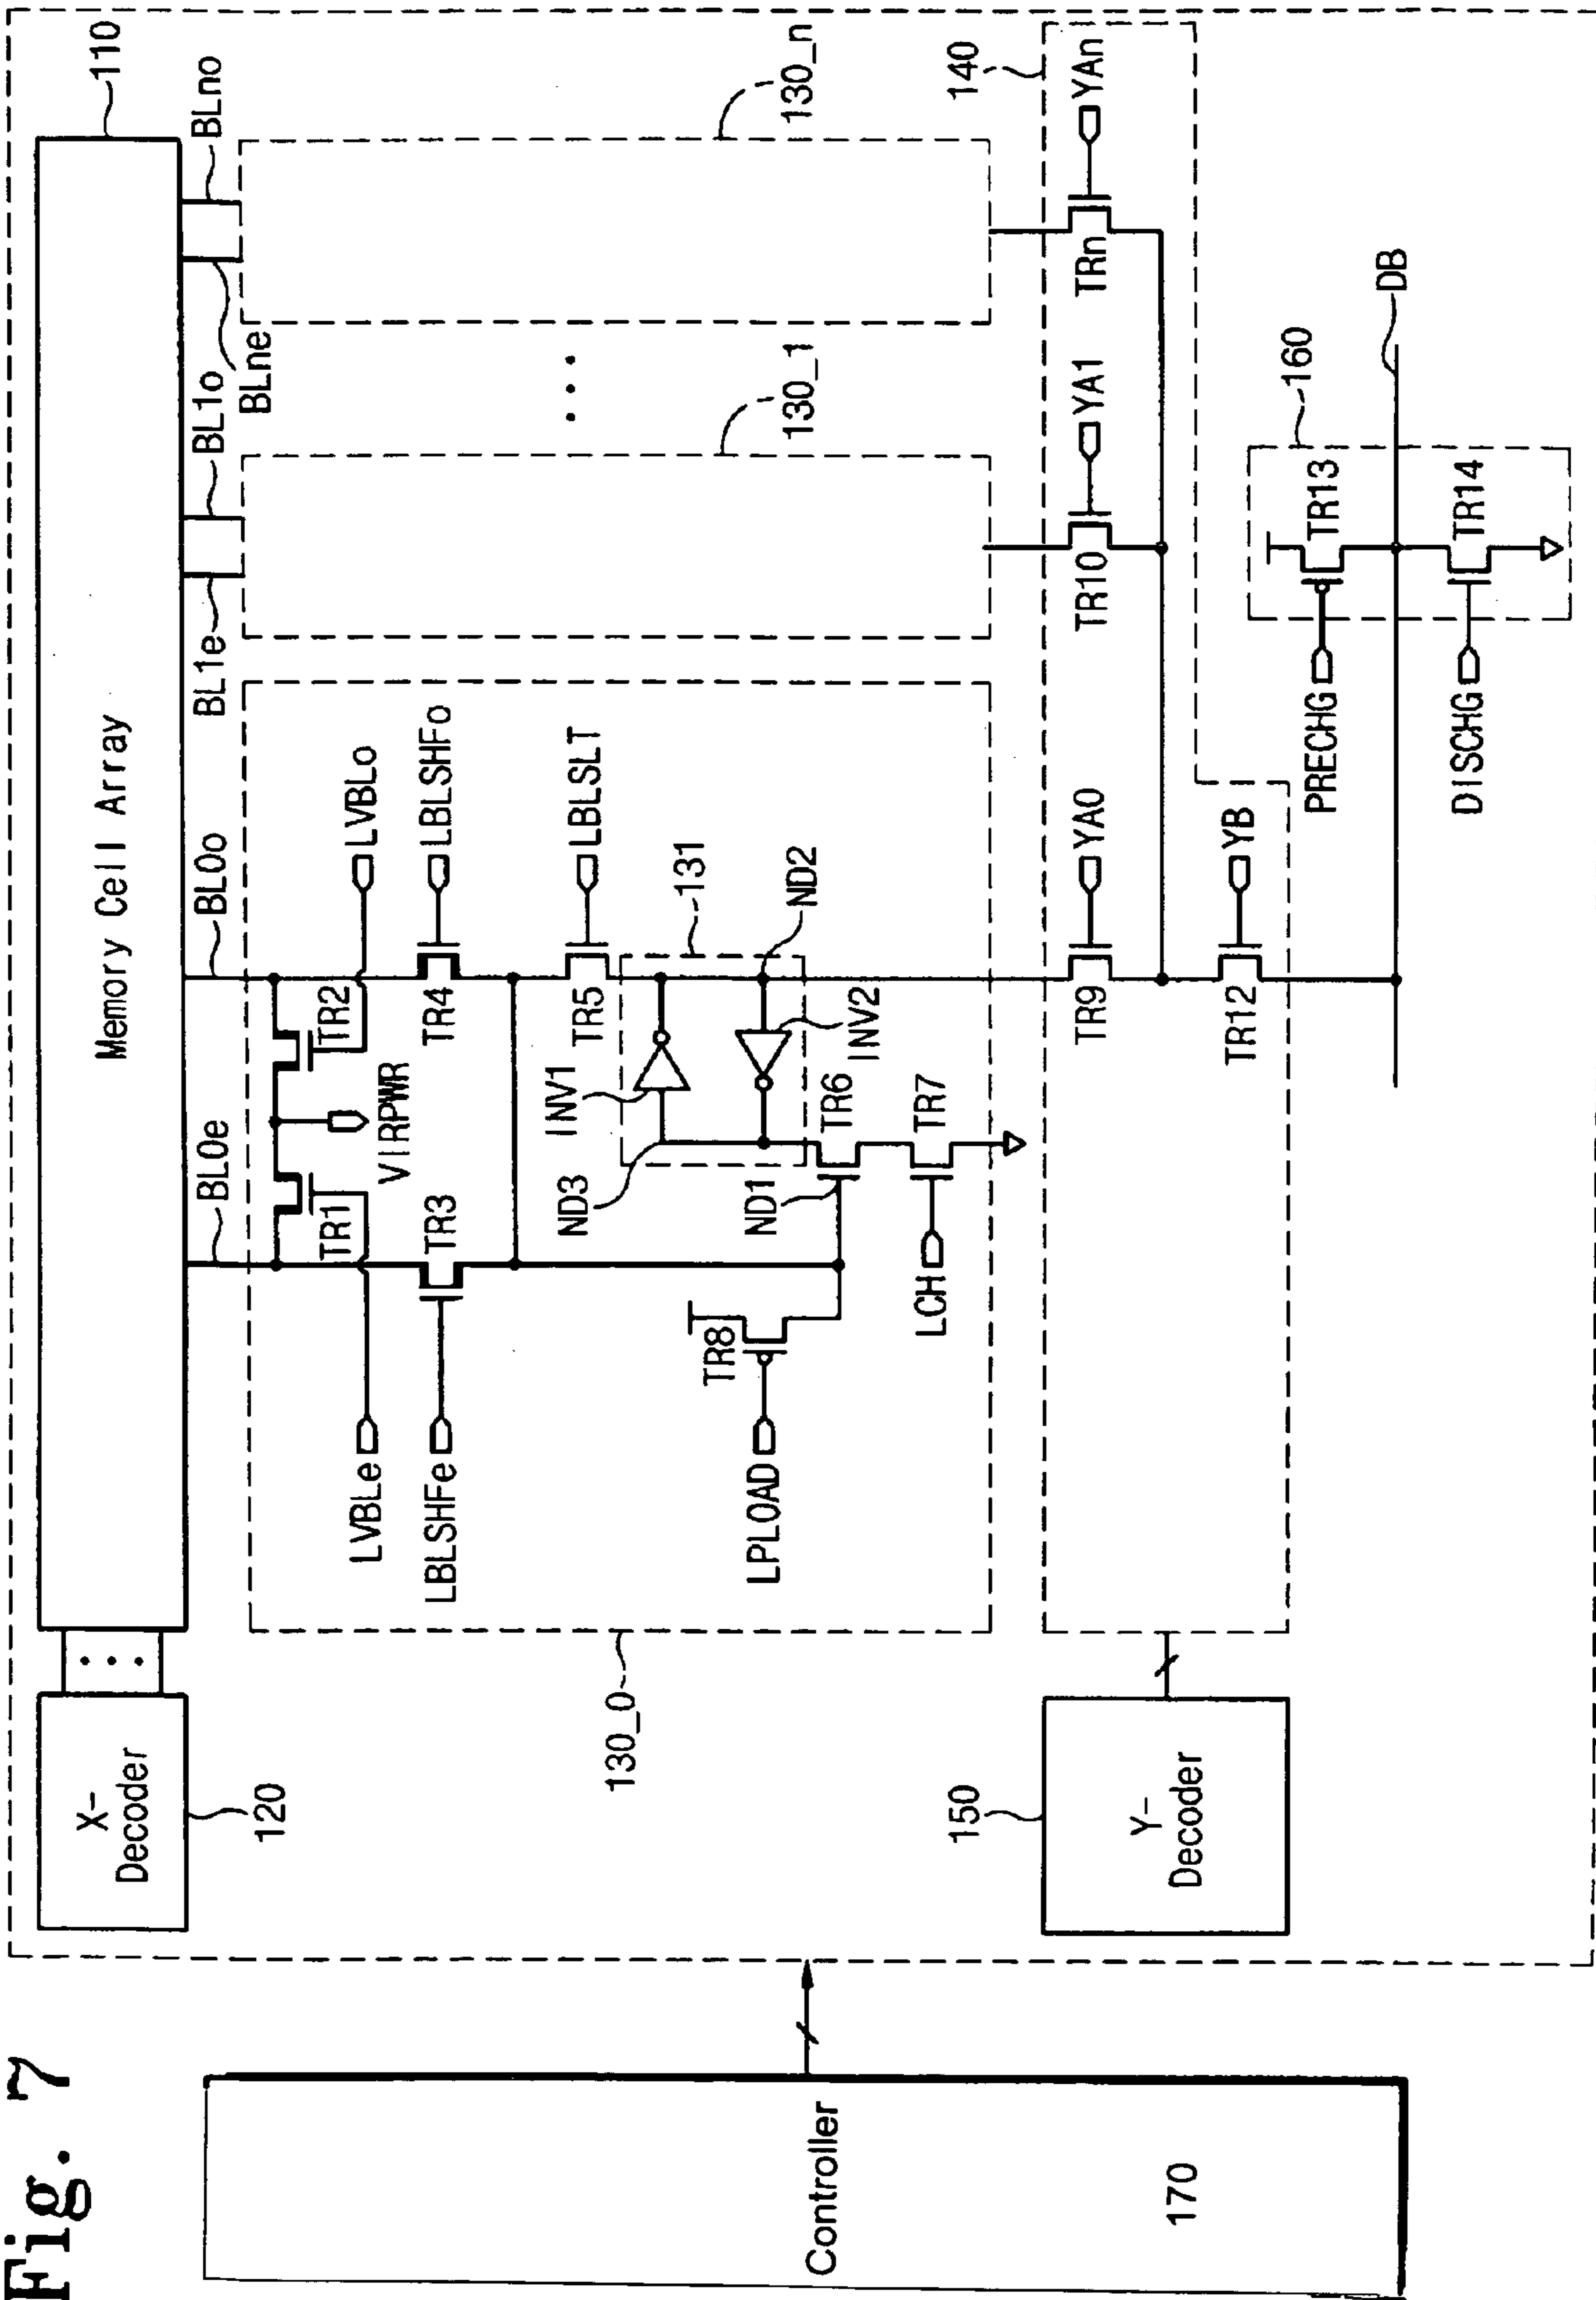 Fig. 7
Controller
170
X-
Decoder
120
Memory Cell Array
110
BL0e
BL0o
BL1e
BL1o
BLne
BLno
130_0
130_1
130_n
LVBLe
TR1
VIRPWR
TR2
LVBLo
LBLSHFe
TR3
TR4
LBLSHFo
TR5
LBLSLT
131
INV1
ND3
ND2
INV2
LPLOAD
TR8
ND1
TR6
LCH
TR7
...
140
150
Y-
Decoder
TR9
YA0
TR10
YA1
TRn
YAn
TR12
YB
160
PRECHG
TR13
DB
DISCHG
TR14